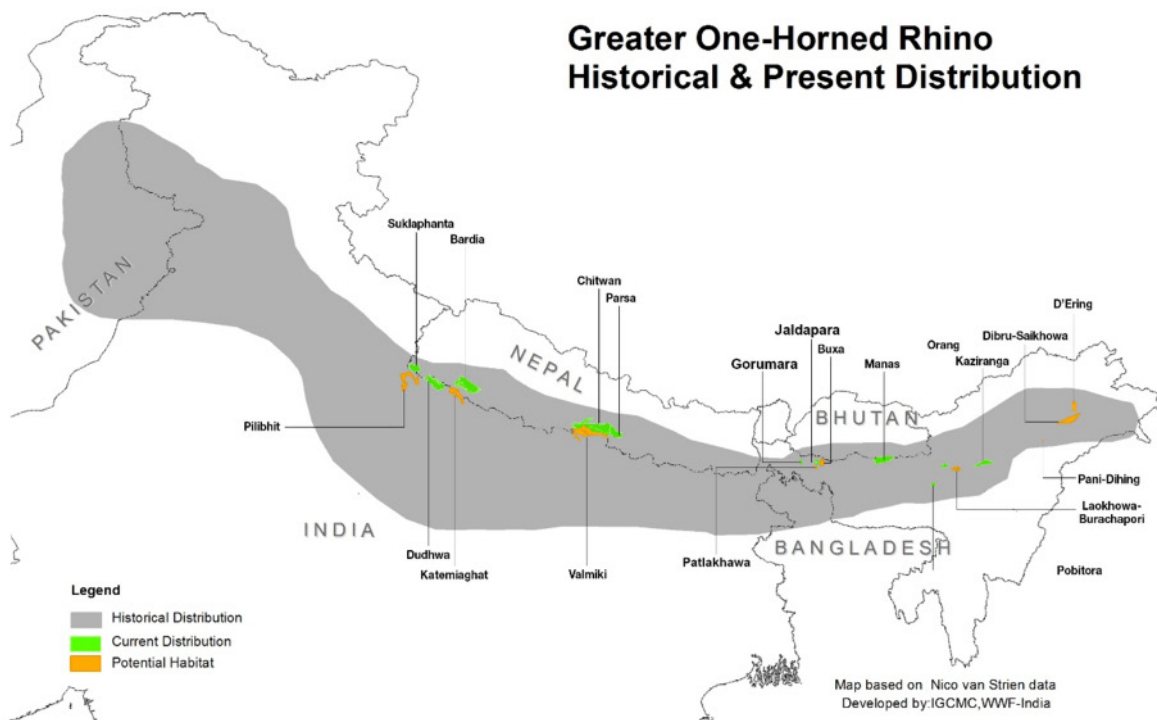 Greater One-Horned Rhino
Historical & Present Distribution
Suklaphanta
Bardia
Chitwan
Parsa
D'Ering
Dibru-Saikhowa
Jaldapara
Orang
Buxa
Kaziranga
Gorumara
Manas
PAKISTAN
NEPAL
BHUTAN
Pilibhit
Pani-Dihing
Laokhowa-
Burachapori
INDIA
BANGLADESH
Dudhwa
Katerniaghat
Valmiki
Patlakhawa
Pobitora
Legend
Historical Distribution
Current Distribution
Potential Habitat
Map based on Nico van Strien data
Developed by:IGCMC,WWF-India